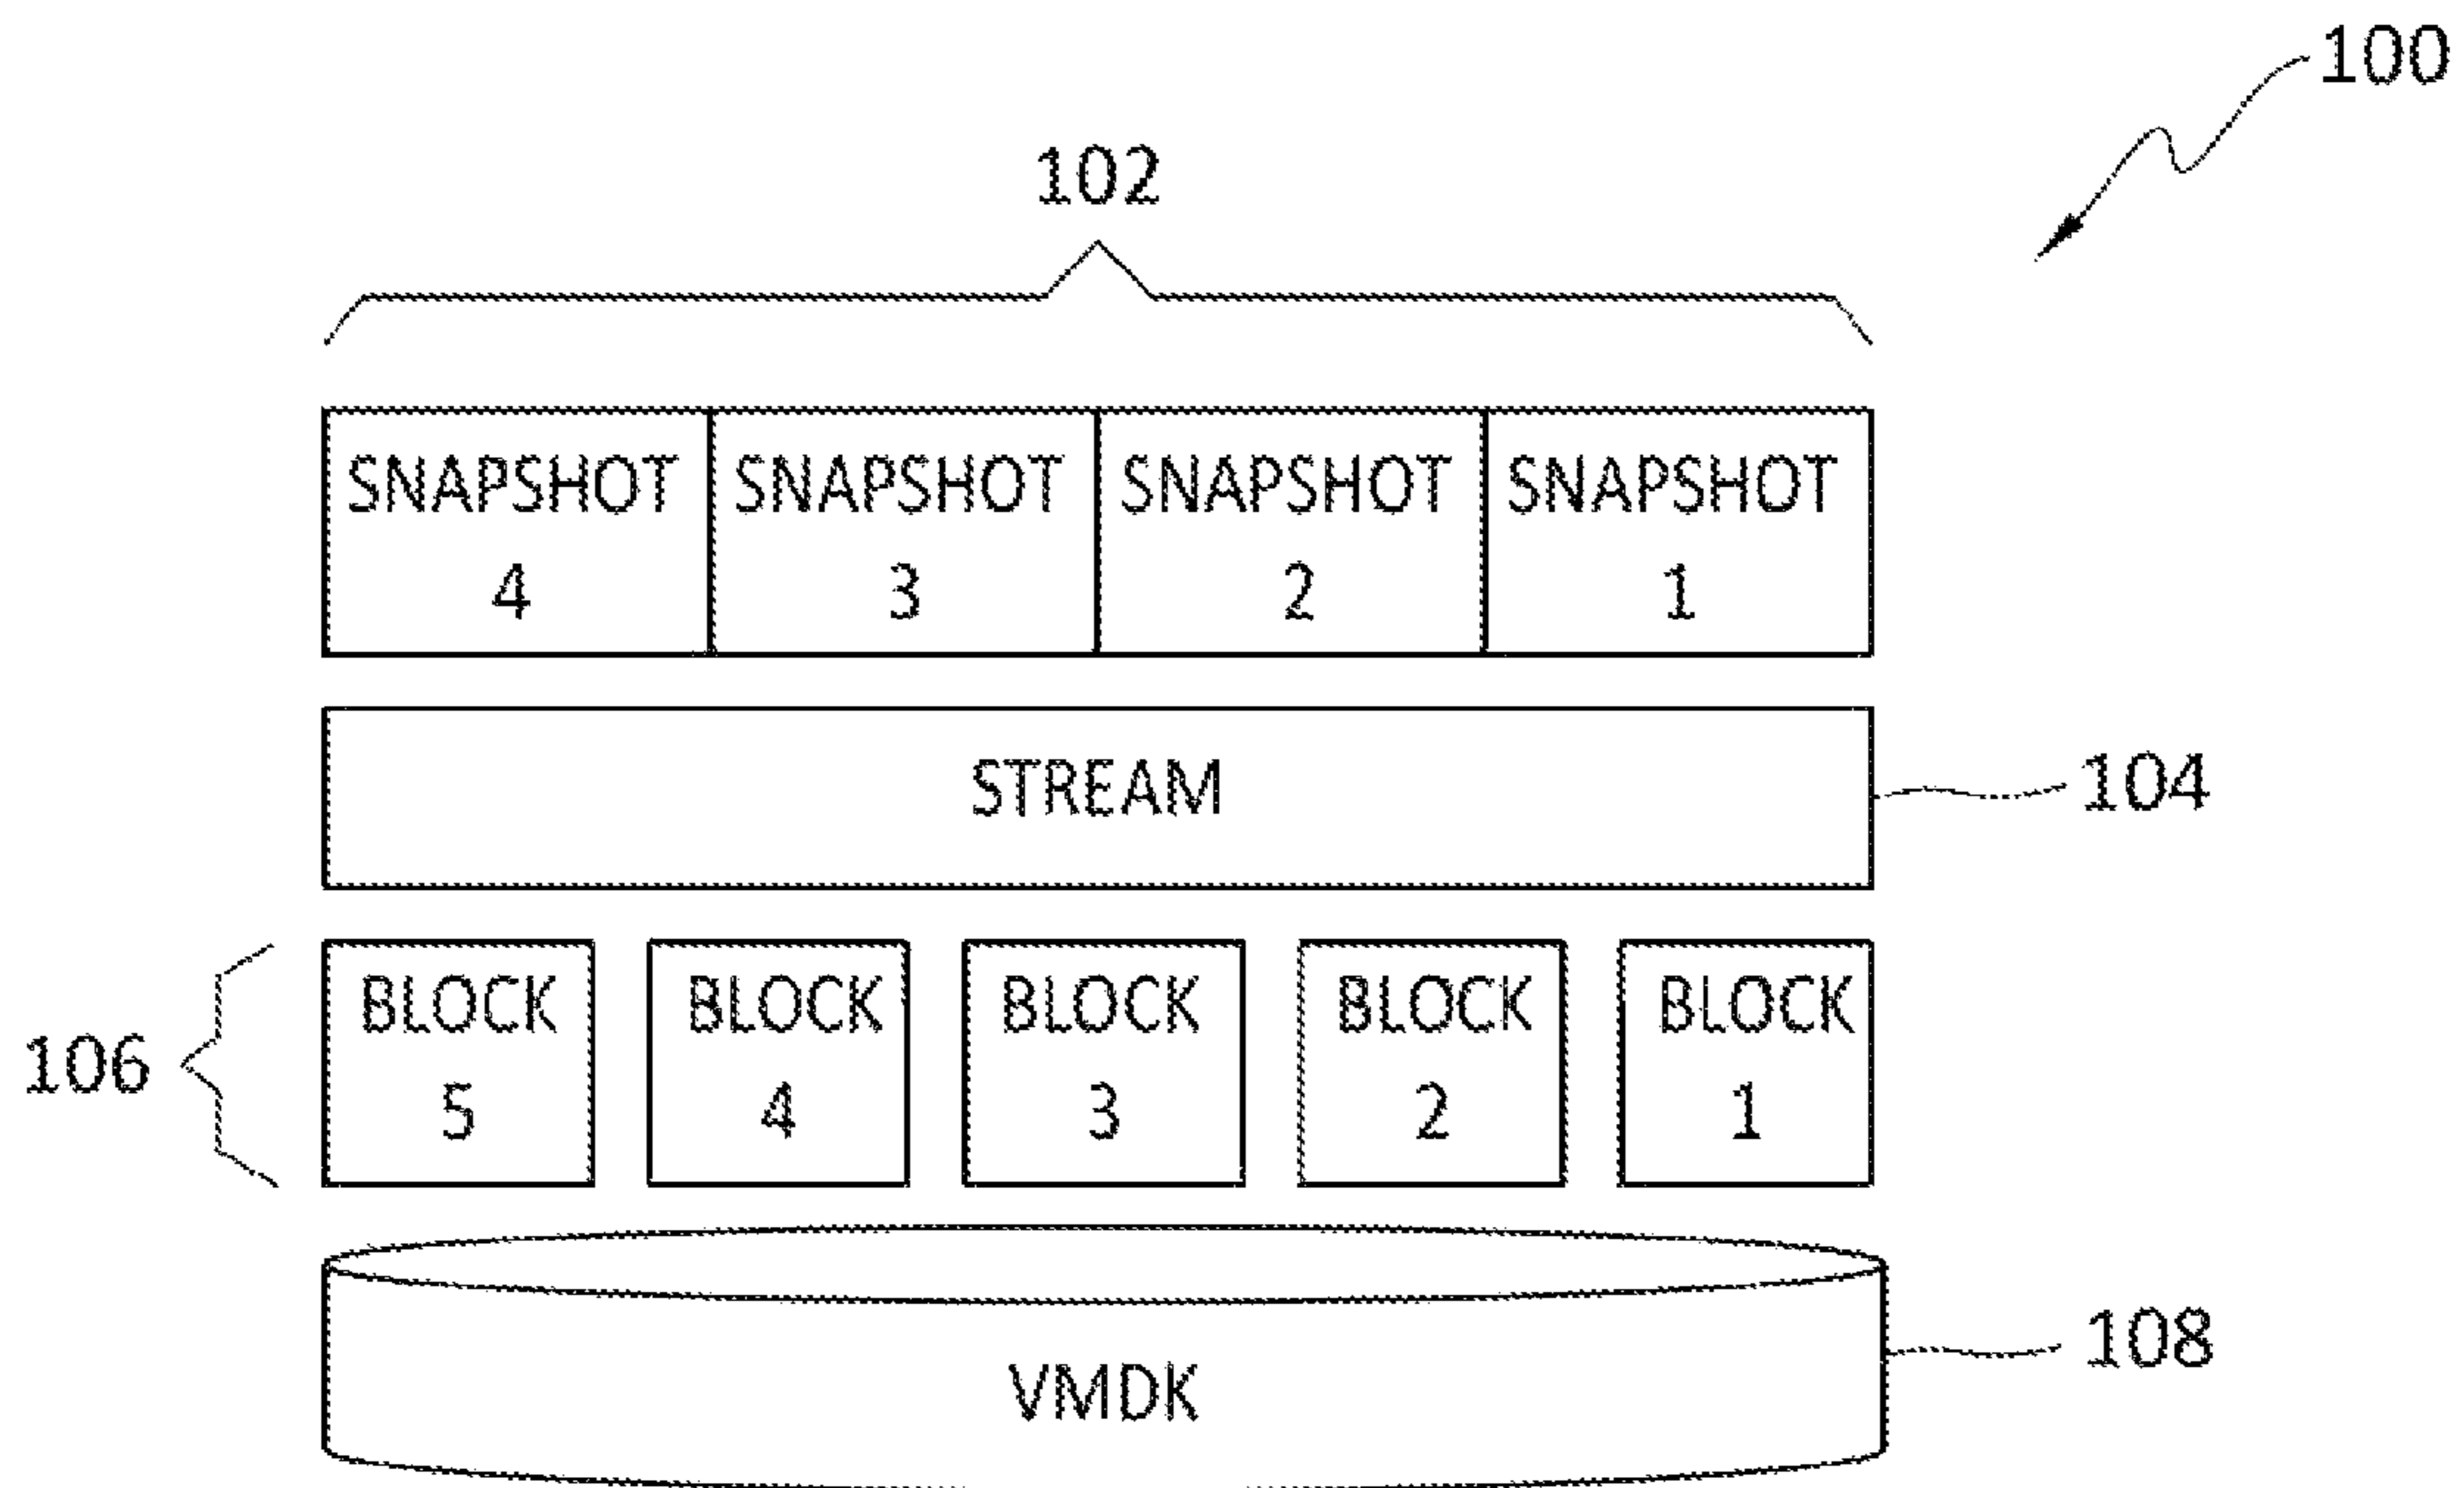 100
102
SNAPSHOT SNAPSHOT SNAPSHOT SNAPSHOT
4 3 2 1
STREAM 104
BLOCK BLOCK BLOCK BLOCK BLOCK
106 5 4 3 2 1
VMDK 108